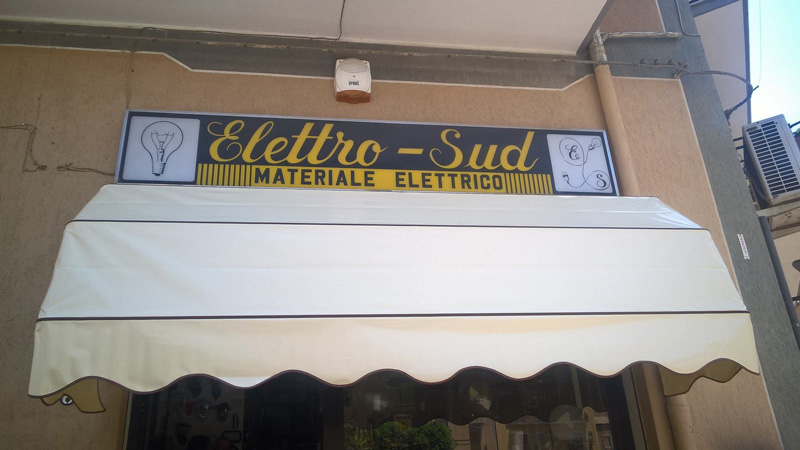 Elettro - Sud
MATERIALE ELETTRICO
E
S